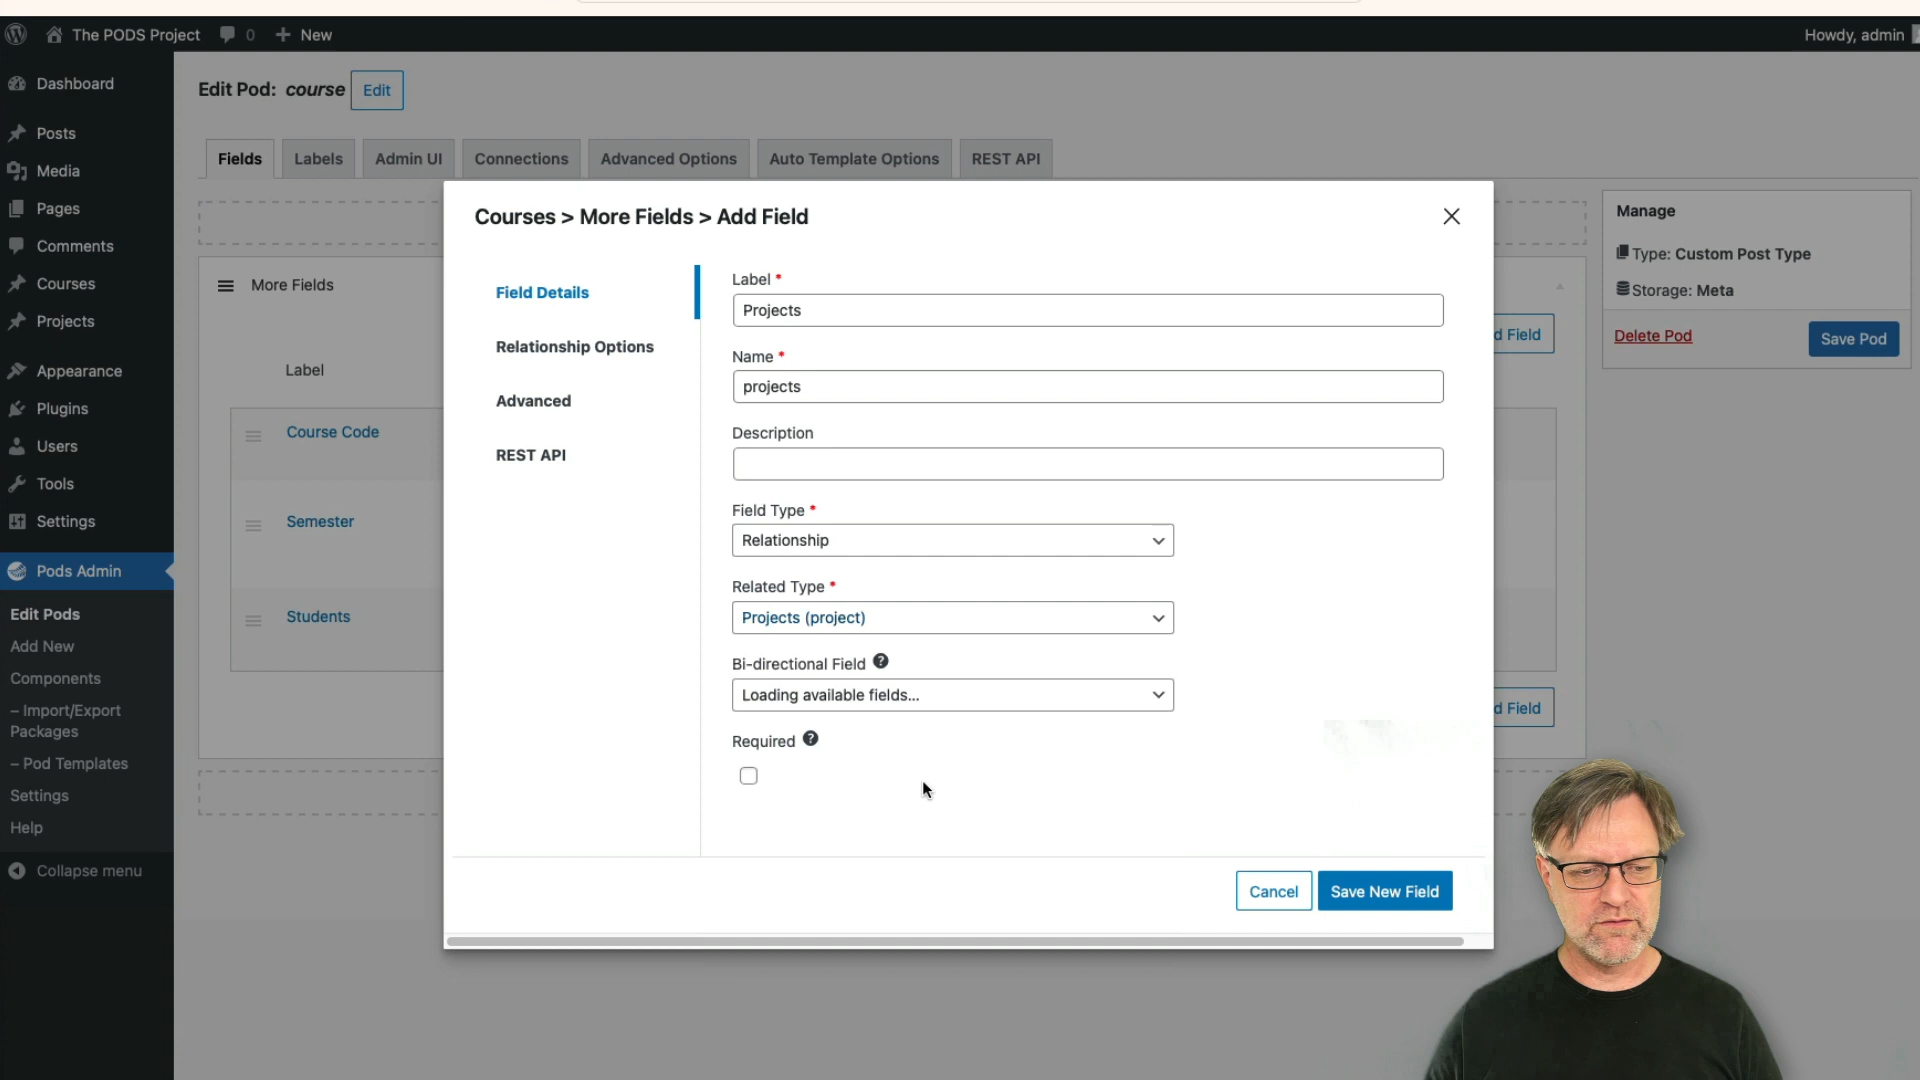 The PODS Project
0
New
Howdy, admin
Dashboard
Posts
Media
Pages
Comments
Courses
Projects
Appearance
Plugins
Users
Tools
Settings
Pods Admin
Edit Pods
Add New
Components
– Import/Export
Packages
– Pod Templates
Settings
Help
Collapse menu
Edit Pod: course Edit
Fields
Labels
Admin UI
Connections
Advanced Options
Auto Template Options
REST API
More Fields
Label
Course Code
Semester
Students
Courses > More Fields > Add Field
Field Details
Relationship Options
Advanced
REST API
Label *
Projects
Name *
projects
Description
Field Type *
Relationship
Related Type *
Projects (project)
Bi-directional Field ?
Loading available fields...
Required ?
Cancel
Save New Field
d Field
d Field
Manage
Type: Custom Post Type
Storage: Meta
Delete Pod
Save Pod